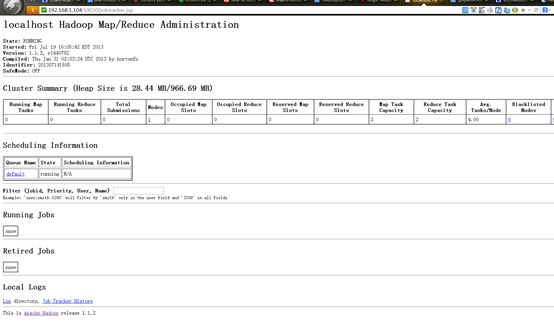 192.168.1.104:50030/jobtracker.jsp
localhost Hadoop Map/Reduce Administration
State: RUNNING
Started: Fri Jul 19 16:05:42 EDT 2013
Version: 1.1.2, r1440782
Compiled: Thu Jan 31 02:03:24 UTC 2013 by hortonfo
Identifier: 201307191605
SafeMode: OFF
Cluster Summary (Heap Size is 28.44 MB/966.69 MB)
Running Map Tasks Running Reduce Tasks Total Submissions Nodes Occupied Map Slots Occupied Reduce Slots Reserved Map Slots Reserved Reduce Slots Map Task Capacity Reduce Task Capacity Avg. Tasks/Node Blacklisted Nodes
0 0 0 1 0 0 0 0 2 2 4.00 0
Scheduling Information
Queue Name State Scheduling Information
default running N/A
Filter (Jobid, Priority, User, Name)
Example: 'user:smith 3200' will filter by 'smith' only in the user field and '3200' in all fields
Running Jobs
none
Retired Jobs
none
Local Logs
Log directory, Job Tracker History
This is Apache Hadoop release 1.1.2